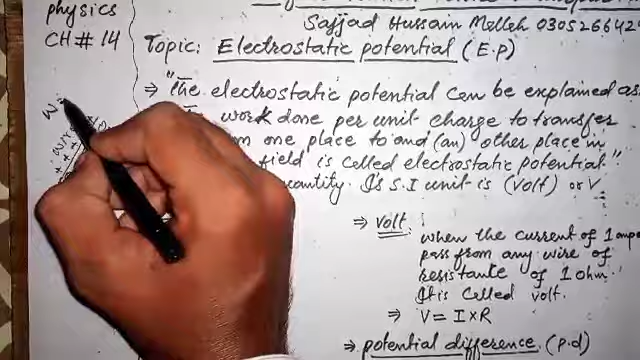 physics
CH # 14
Sajjad Hussain Melleh 030526642
Topic: Electrostatic potential (E.p)
⇒ "The electrostatic potential can be explained as
work done per unit charge to transfer
one place to and (an) other place in
field is called electrostatic potential"
quantity. It's S.I unit is (Volt) or V
⇒ volt:
when the current of 1 ampe
pass from any wire of
resistante of 1 ohm.
It is Called volt.
⇒ V = I × R
⇒ potential difference. (p.d)